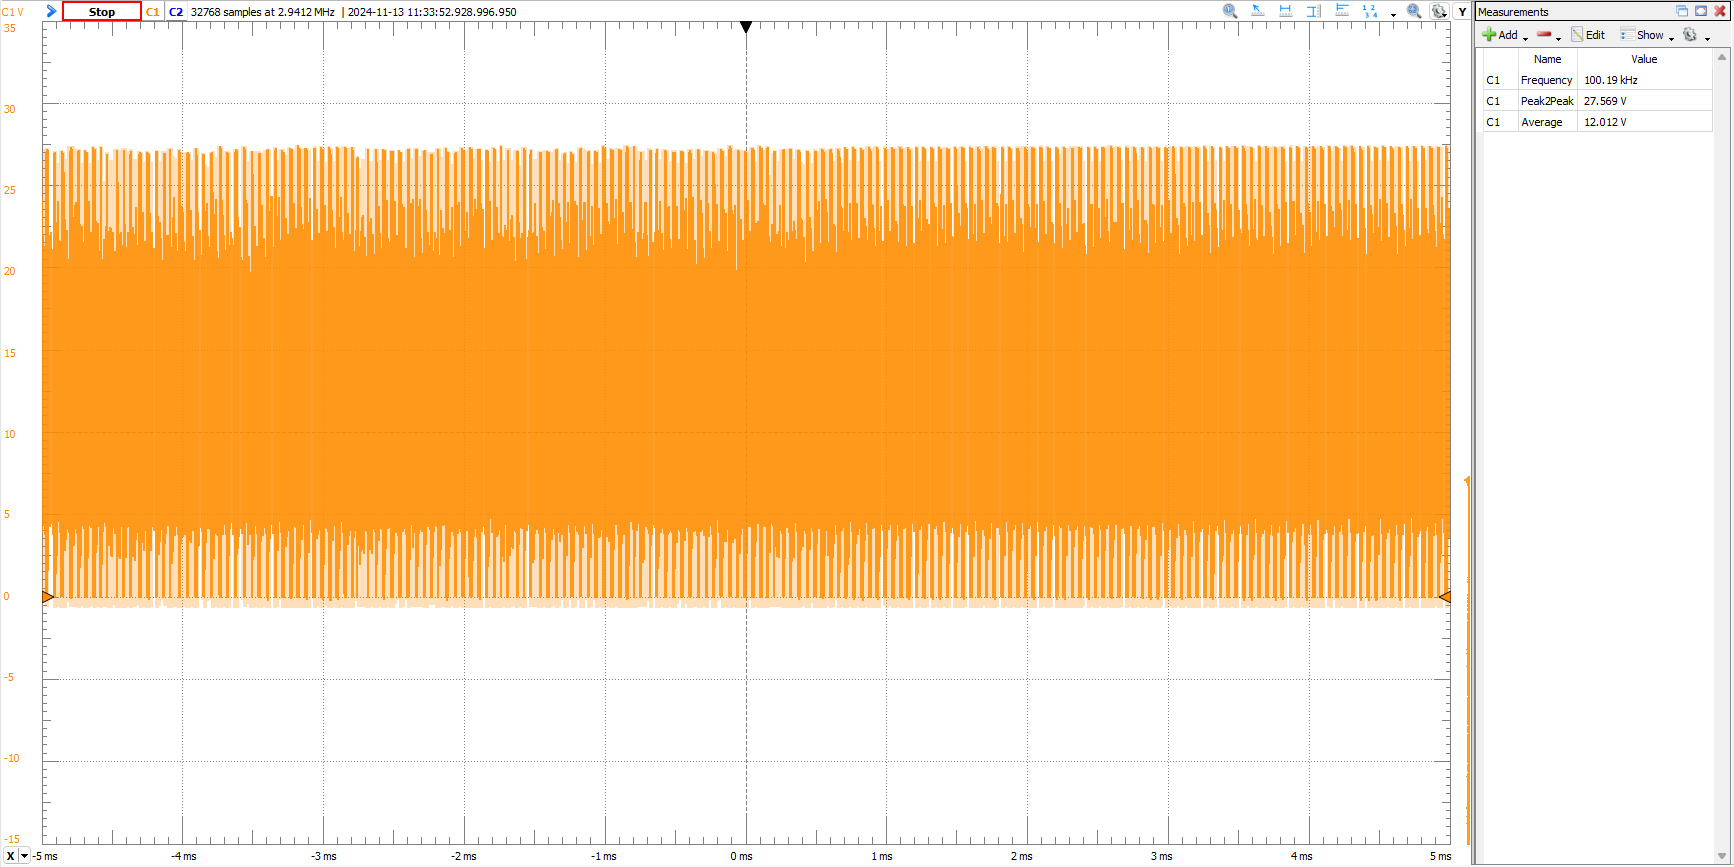 C1 V Stop C1 C2 32768 samples at 2.9412 MHz | 2024-11-13 11:33:52.928.996.950 Y
35
30
25
20
15
10
5
0
-5
-10
-15
X -5 ms -4 ms -3 ms -2 ms -1 ms 0 ms 1 ms 2 ms 3 ms 4 ms 5 ms
Measurements
Add Edit Show
Name Value
C1 Frequency 100.19 kHz
C1 Peak2Peak 27.569 V
C1 Average 12.012 V